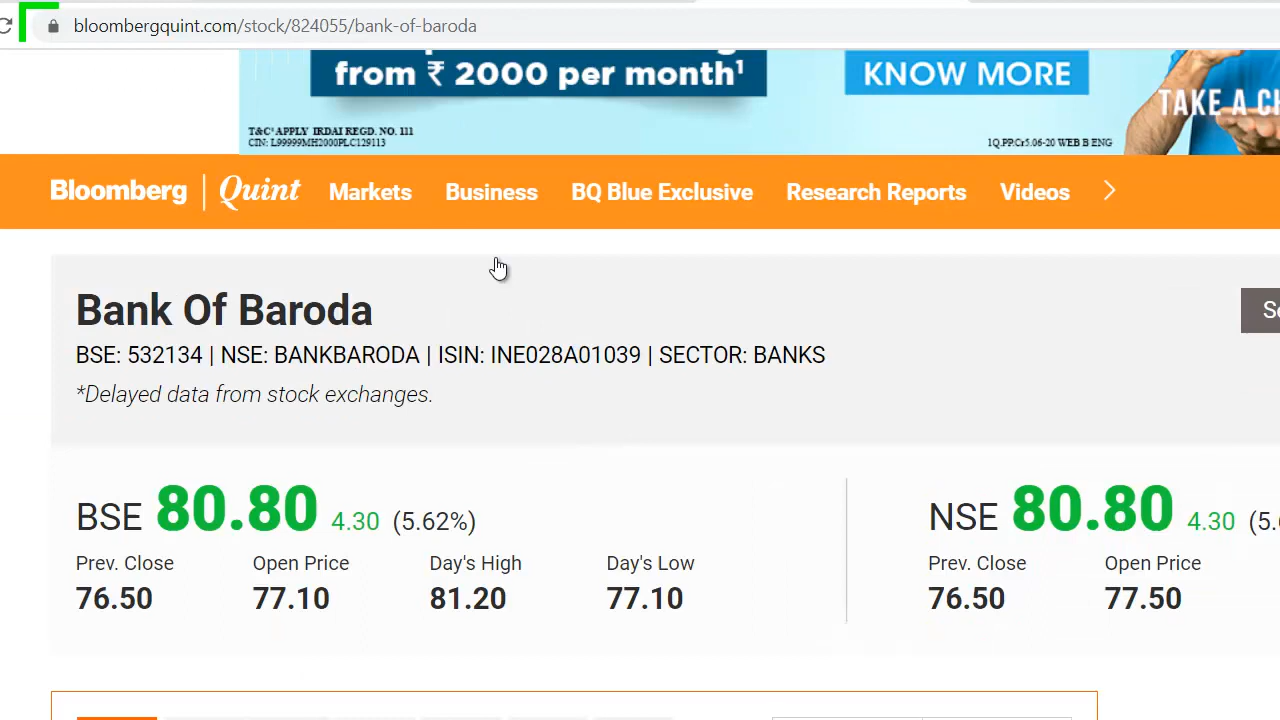 bloombergquint.com/stock/824055/bank-of-baroda
from ₹ 2000 per month¹
KNOW MORE
TAKE A
T&C¹ APPLY IRDAI REGD. NO. 111
CIN: L99999MH2000PLC129113
1Q.PP.Cr5.06-20 WEB B ENG
Bloomberg | Quint Markets Business BQ Blue Exclusive Research Reports Videos
Bank Of Baroda
BSE: 532134 | NSE: BANKBARODA | ISIN: INE028A01039 | SECTOR: BANKS
*Delayed data from stock exchanges.
BSE 80.80 4.30 (5.62%)
Prev. Close Open Price Day's High Day's Low
76.50 77.10 81.20 77.10
NSE 80.80 4.30
Prev. Close Open Price
76.50 77.50